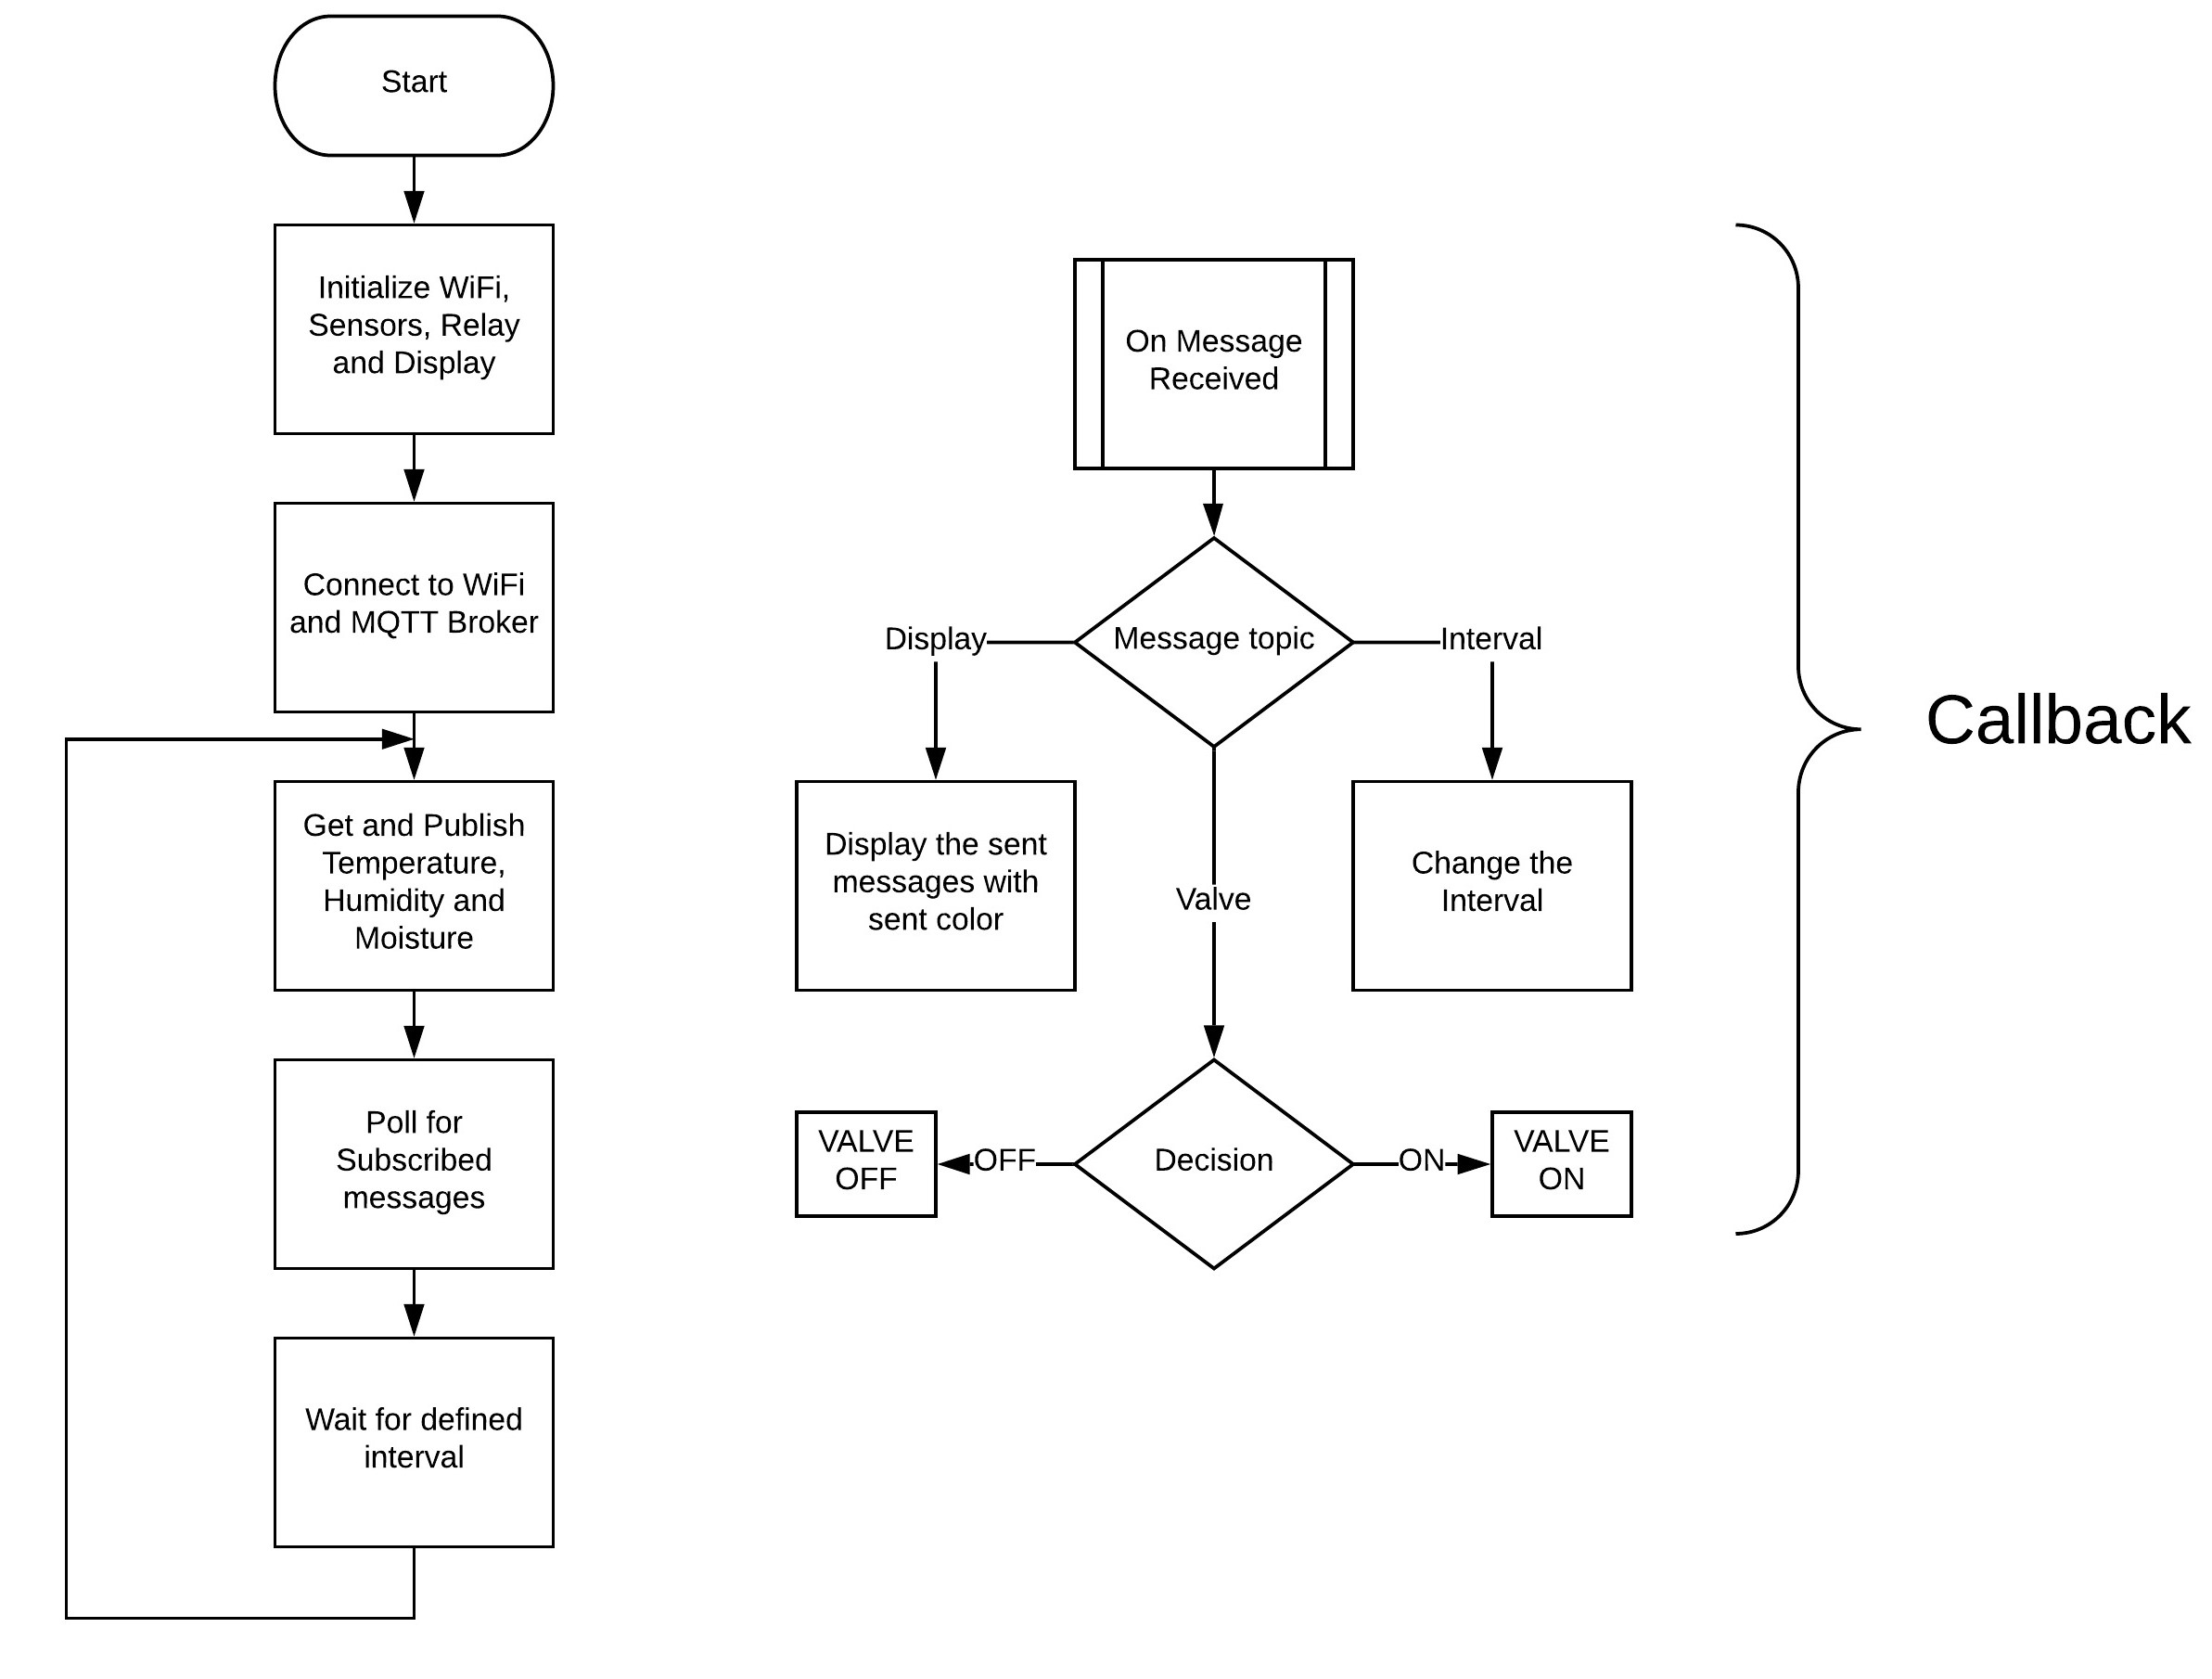 Start
Initialize WiFi,
Sensors, Relay
and Display
Connect to WiFi
and MQTT Broker
Get and Publish
Temperature,
Humidity and
Moisture
Poll for
Subscribed
messages
Wait for defined
interval
On Message
Received
Message topic
Display
Interval
Display the sent
messages with
sent color
Valve
Change the
Interval
Decision
OFF
VALVE
OFF
ON
VALVE
ON
Callback